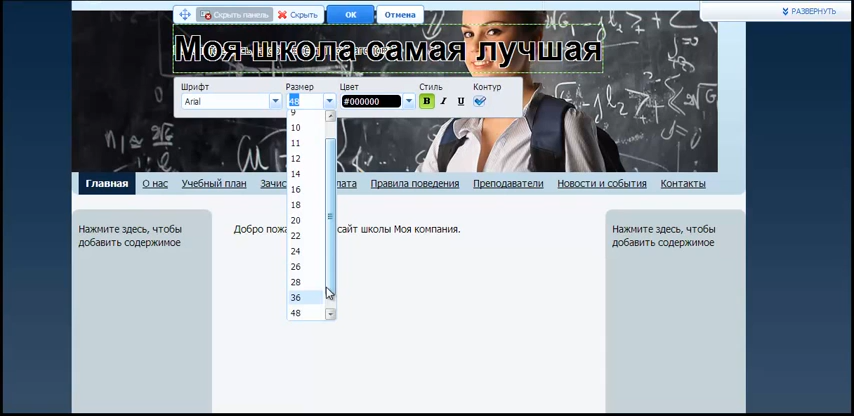 Скрыть панель Скрыть ОК Отмена
РАЗВЕРНУТЬ
Моя школа самая лучшая
Шрифт Размер Цвет Стиль Контур
Arial 48 #000000 B I U
9
10
11
12
14
16
18
20
22
24
26
28
36
48
Главная О нас Учебный план Правила поведения Преподаватели Новости и события Контакты
Нажмите здесь, чтобы
добавить содержимое
Добро сайт школы Моя компания.
Нажмите здесь, чтобы
добавить содержимое